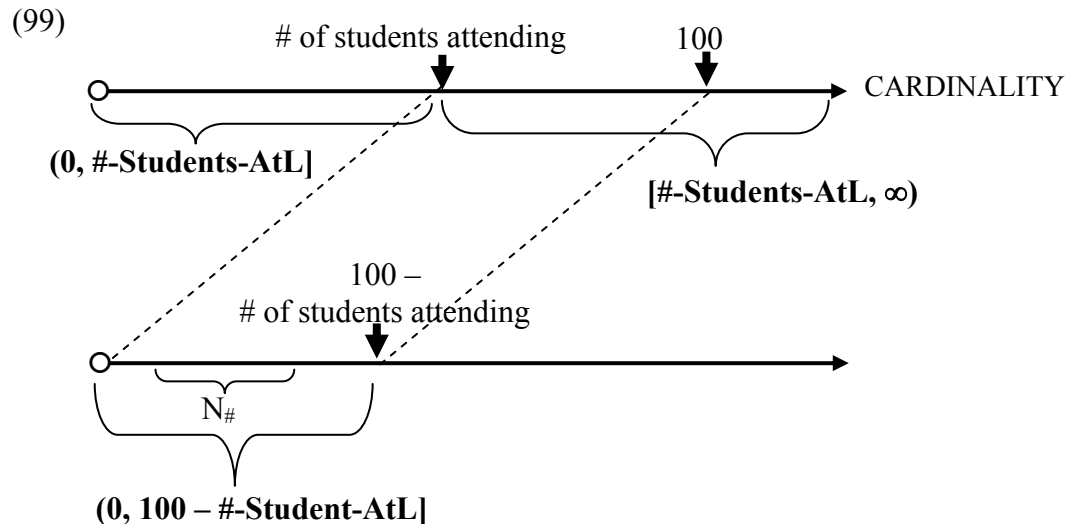 (99)
# of students attending
100
CARDINALITY
(0, #-Students-AtL]
[#-Students-AtL, ∞)
100 –
# of students attending
N#
(0, 100 – #-Student-AtL]